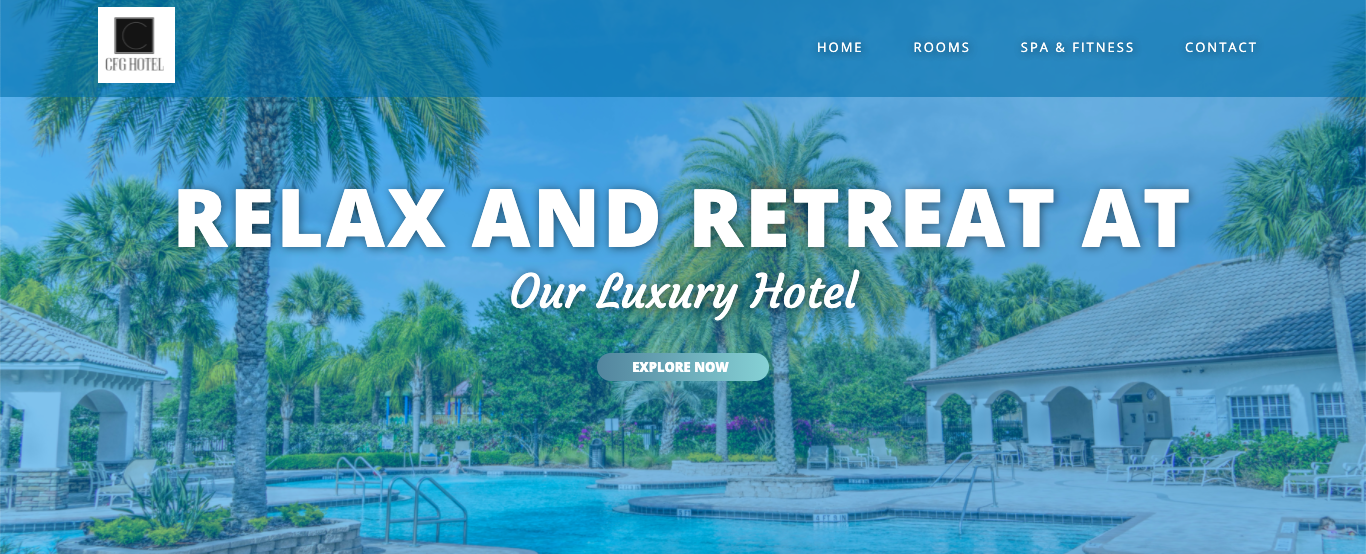 C
CFG HOTEL
HOME ROOMS SPA & FITNESS CONTACT
RELAX AND RETREAT AT
Our Luxury Hotel
EXPLORE NOW